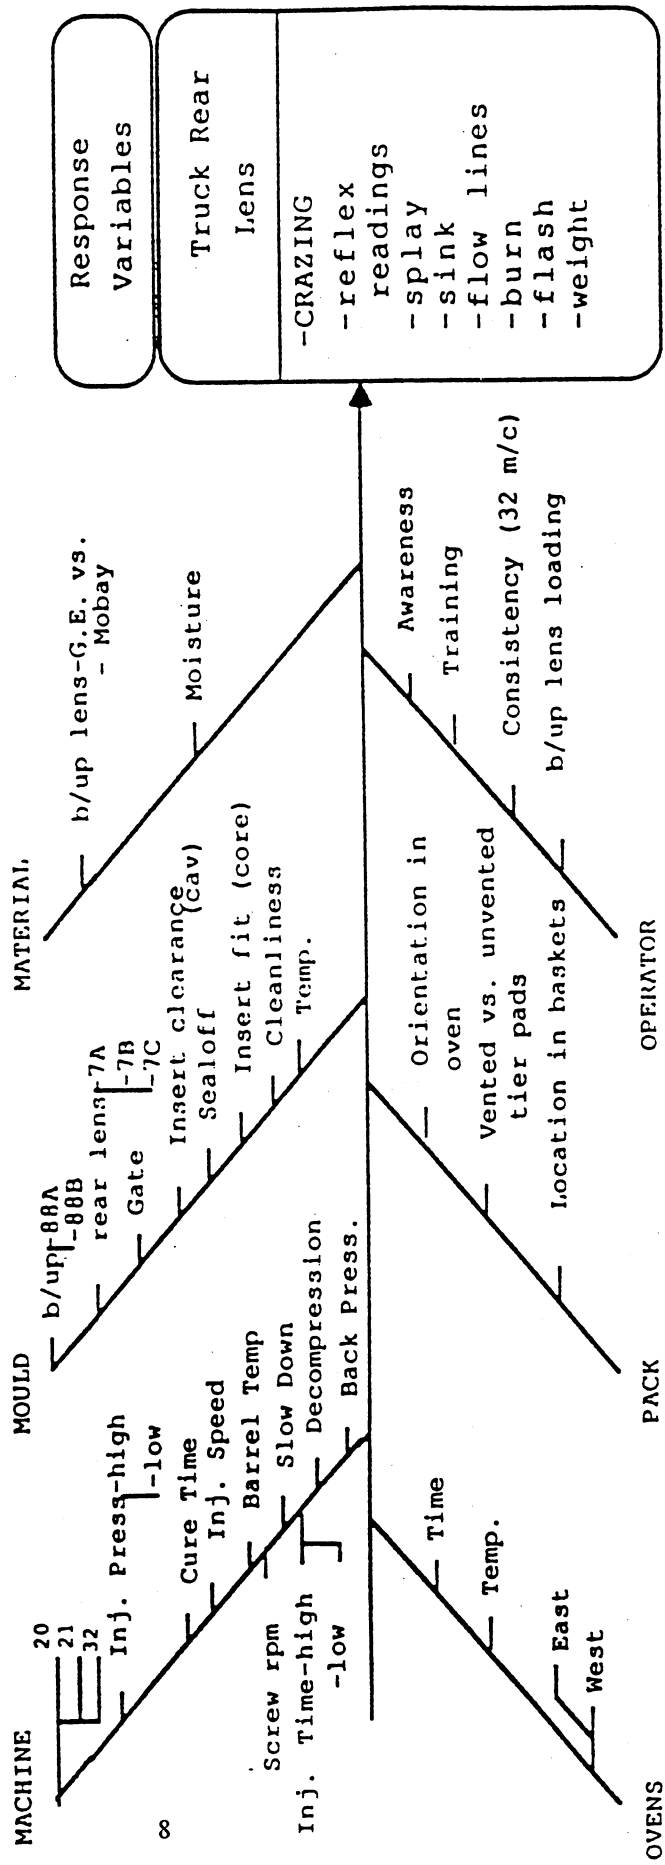 MACHINE
20
21
32
Inj. Press-high
-low
Cure Time
Inj. Speed
Barrel Temp
Slow Down
Decompression
Back Press.
Screw rpm
Inj. Time-high
-low
MOULD
b/up-88A
-88B
rear lens-7A
-7B
-7C
Gate
Insert clearance
(cav)
Sealoff
Insert fit (core)
Cleanliness
Temp.
MATERIAL
b/up lens-G.E. vs.
- Mobay
Moisture
OVENS
Time
Temp.
East
West
PACK
Orientation in
oven
Vented vs. unvented
tier pads
Location in baskets
OPERATOR
Awareness
Training
Consistency (32 m/c)
b/up lens loading
Response
Variables
Truck Rear
Lens
-CRAZING
-reflex
readings
-splay
-sink
-flow lines
-burn
-flash
-weight
8